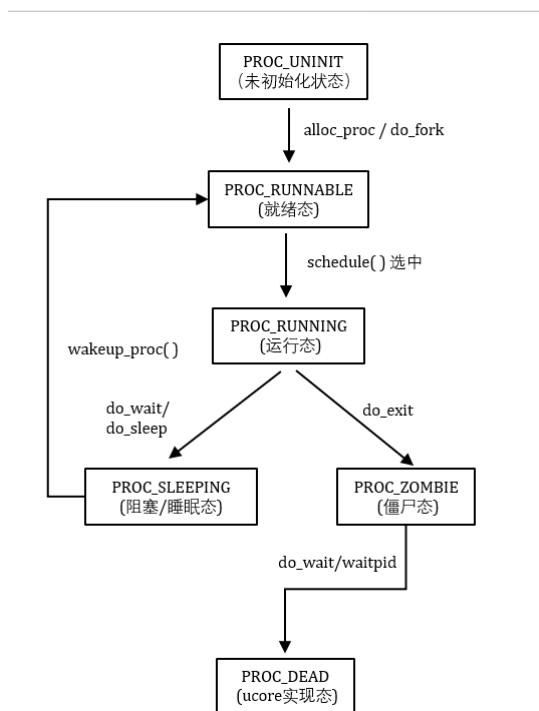 PROC_UNINIT
（未初始化状态）
alloc_proc / do_fork
PROC_RUNNABLE
(就绪态)
schedule( ) 选中
PROC_RUNNING
(运行态)
wakeup_proc( )
do_wait/
do_sleep
do_exit
PROC_SLEEPING
(阻塞/睡眠态)
PROC_ZOMBIE
(僵尸态)
do_wait/waitpid
PROC_DEAD
(ucore实现态)